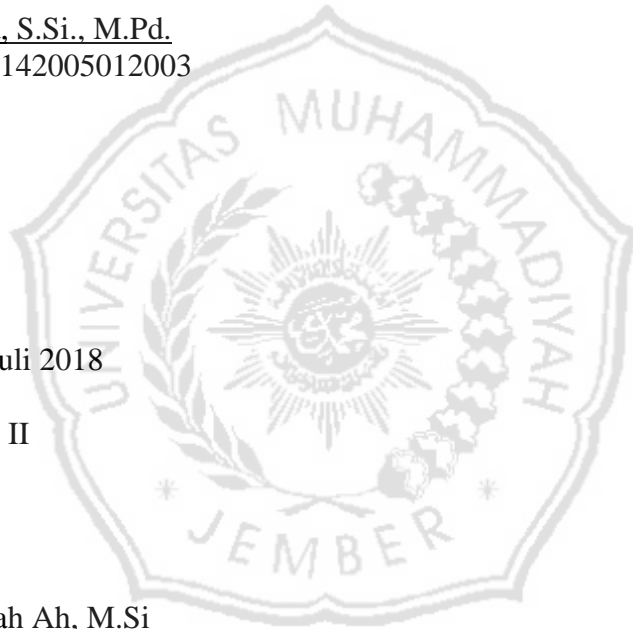 , S.Si., M.Pd.
142005012003
UNIVERSITAS MUHAMMADIYAH
JEMBER
uli 2018
II
ah Ah, M.Si